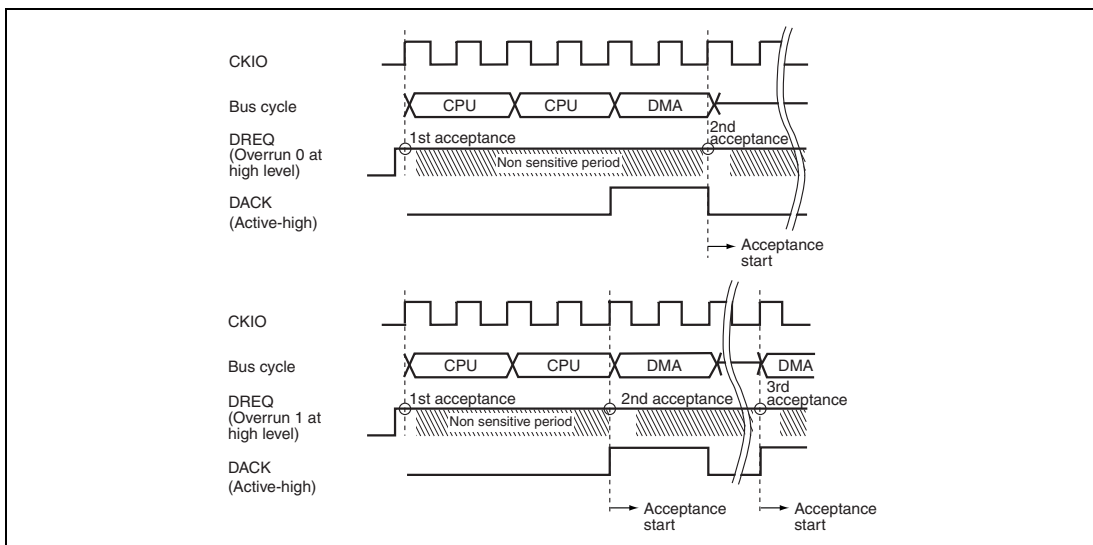 CKIO
Bus cycle
CPU
CPU
DMA
DREQ
(Overrun 0 at
high level)
1st acceptance
2nd
acceptance
Non sensitive period
DACK
(Active-high)
Acceptance
start
CKIO
Bus cycle
CPU
CPU
DMA
DMA
DREQ
(Overrun 1 at
high level)
1st acceptance
2nd acceptance
3rd
acceptance
Non sensitive period
DACK
(Active-high)
Acceptance
start
Acceptance
start